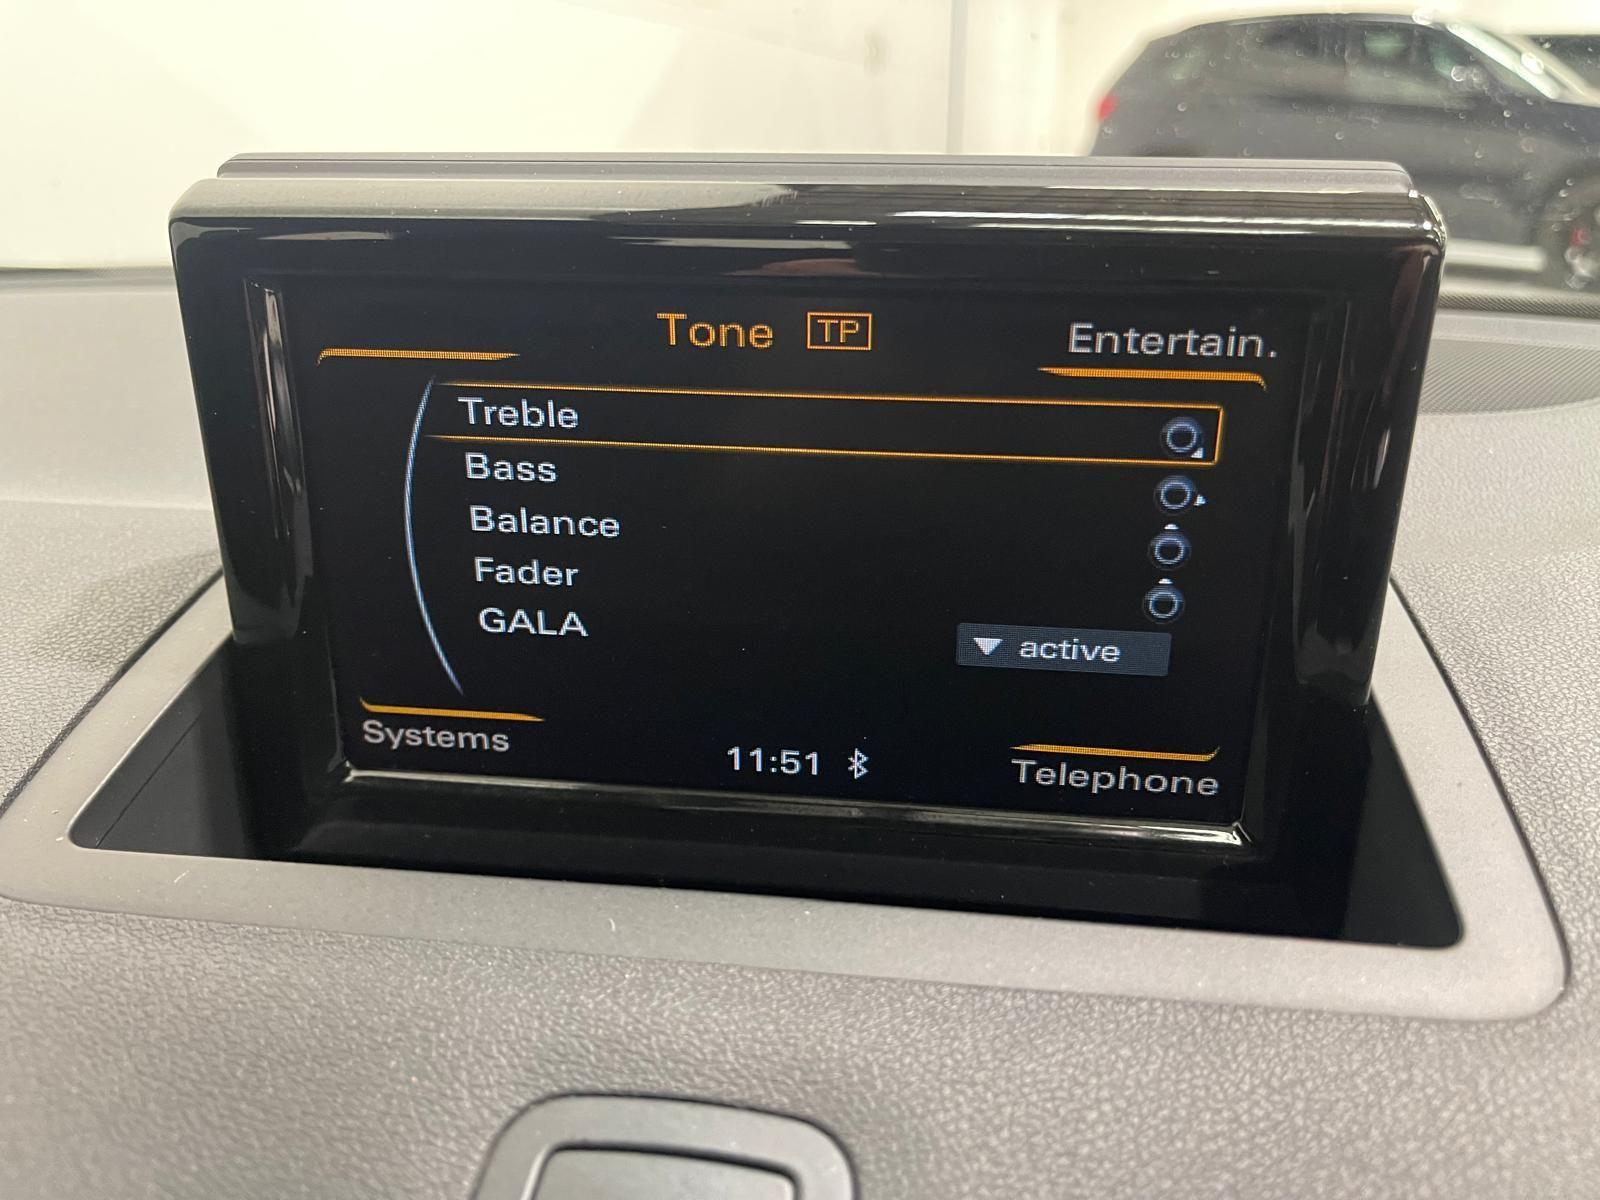 Tone TP
Entertain.
Treble
Bass
Balance
Fader
GALA
active
Systems
11:51
Telephone